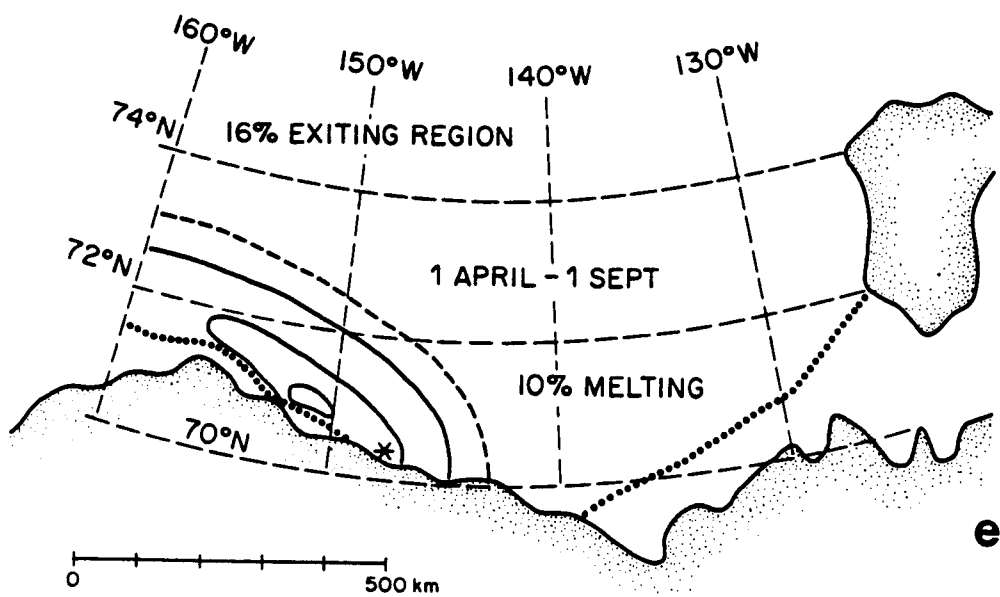 160°W
150°W
140°W
130°W
74°N
16% EXITING REGION
72°N
1 APRIL - 1 SEPT
10% MELTING
70°N
e
0
500 km